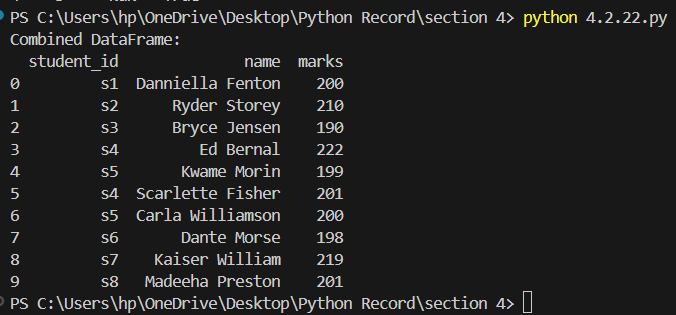 PS C:\Users\hp\OneDrive\Desktop\Python Record\section 4> python 4.2.22.py
Combined DataFrame:
  student_id              name  marks
0         s1  Danniella Fenton    200
1         s2      Ryder Storey    210
2         s3      Bryce Jensen    190
3         s4         Ed Bernal    222
4         s5       Kwame Morin    199
5         s4  Scarlette Fisher    201
6         s5  Carla Williamson    200
7         s6       Dante Morse    198
8         s7    Kaiser William    219
9         s8   Madeeha Preston    201
PS C:\Users\hp\OneDrive\Desktop\Python Record\section 4>